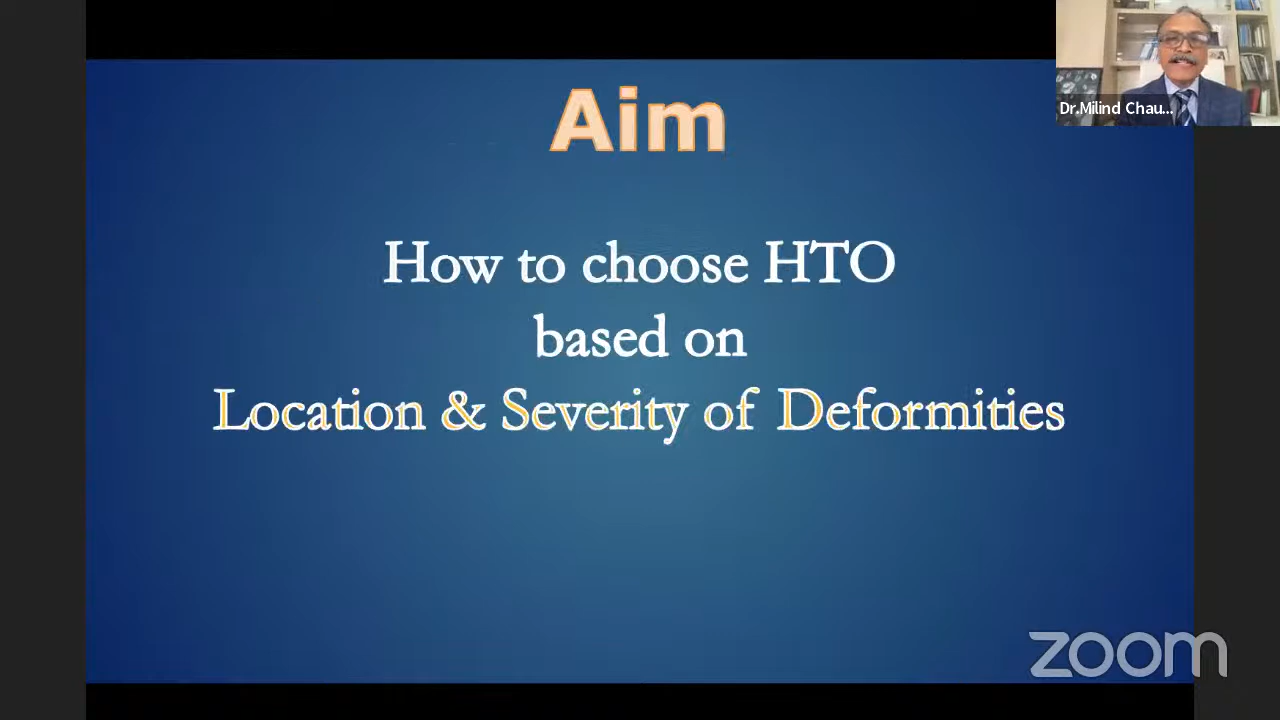 Aim
How to choose HTO
based on
Location & Severity of Deformities
Dr.Milind Chau...
zoom